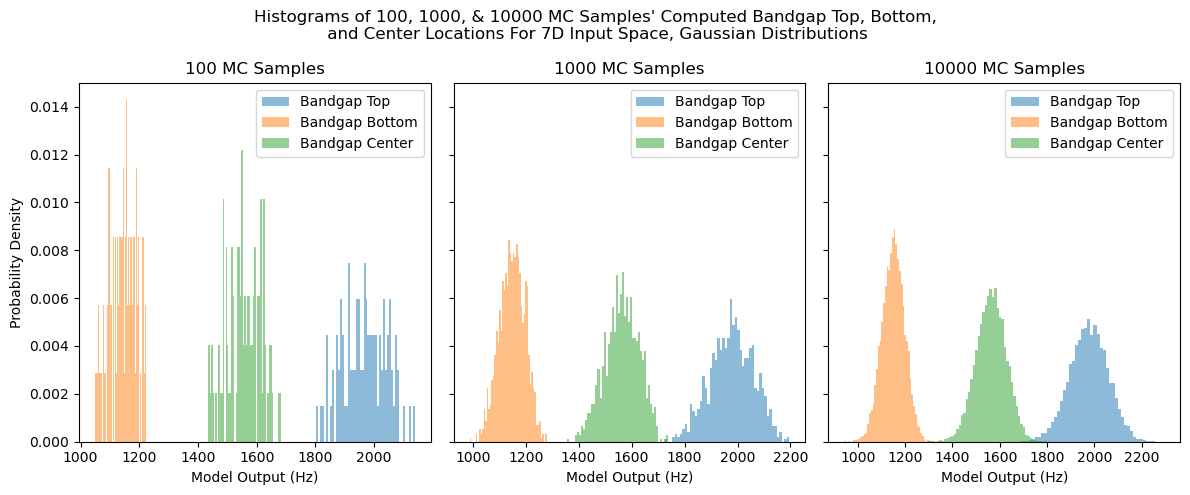 Histograms of 100, 1000, & 10000 MC Samples' Computed Bandgap Top, Bottom,
and Center Locations For 7D Input Space, Gaussian Distributions
100 MC Samples
Probability Density
0.014
0.012
0.010
0.008
0.006
0.004
0.002
0.000
Bandgap Top
Bandgap Bottom
Bandgap Center
1000 1200 1400 1600 1800 2000
Model Output (Hz)
1000 MC Samples
Bandgap Top
Bandgap Bottom
Bandgap Center
1000 1200 1400 1600 1800 2000 2200
Model Output (Hz)
10000 MC Samples
Bandgap Top
Bandgap Bottom
Bandgap Center
1000 1200 1400 1600 1800 2000 2200
Model Output (Hz)